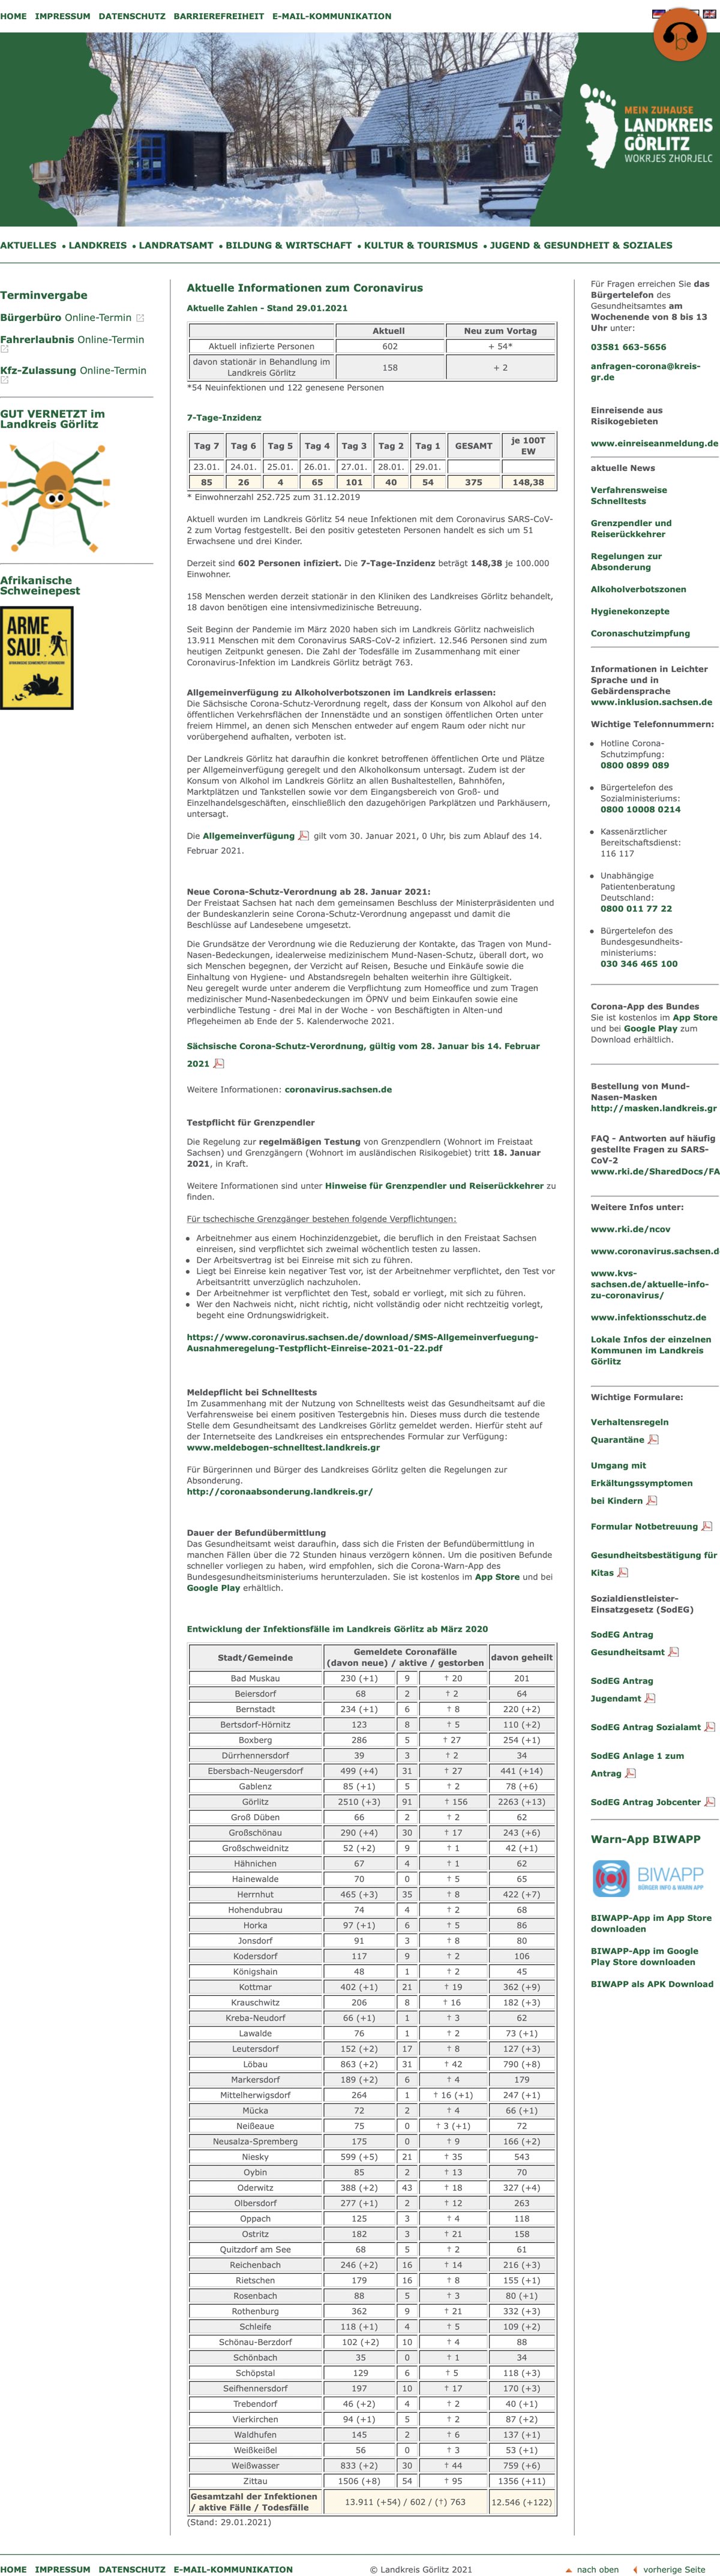 HOME IMPRESSUM DATENSCHUTZ BARRIEREFREIHEIT E-MAIL-KOMMUNIKATION
MEIN ZUHAUSE
LANDKREIS
GÖRLITZ
WOKRJES ZHORJELC
AKTUELLES • LANDKREIS • LANDRATSAMT • BILDUNG & WIRTSCHAFT • KULTUR & TOURISMUS • JUGEND & GESUNDHEIT & SOZIALES
Terminvergabe
Bürgerbüro Online-Termin
Fahrerlaubnis Online-Termin
Kfz-Zulassung Online-Termin
GUT VERNETZT im
Landkreis Görlitz
Afrikanische
Schweinepest
ARME
SAU!
Aktuelle Informationen zum Coronavirus
Aktuelle Zahlen - Stand 29.01.2021
Aktuell Neu zum Vortag
Aktuell infizierte Personen 602 + 54*
davon stationär in Behandlung im
Landkreis Görlitz 158 + 2
*54 Neuinfektionen und 122 genesene Personen
7-Tage-Inzidenz
Tag 7 Tag 6 Tag 5 Tag 4 Tag 3 Tag 2 Tag 1 GESAMT je 100T
EW
23.01. 24.01. 25.01. 26.01. 27.01. 28.01. 29.01.
85 26 4 65 101 40 54 375 148,38
* Einwohnerzahl 252.725 zum 31.12.2019
Aktuell wurden im Landkreis Görlitz 54 neue Infektionen mit dem Coronavirus SARS-CoV-
2 zum Vortag festgestellt. Bei den positiv getesteten Personen handelt es sich um 51
Erwachsene und drei Kinder.
Derzeit sind 602 Personen infiziert. Die 7-Tage-Inzidenz beträgt 148,38 je 100.000
Einwohner.
158 Menschen werden derzeit stationär in den Kliniken des Landkreises Görlitz behandelt,
18 davon benötigen eine intensivmedizinische Betreuung.
Seit Beginn der Pandemie im März 2020 haben sich im Landkreis Görlitz nachweislich
13.911 Menschen mit dem Coronavirus SARS-CoV-2 infiziert. 12.546 Personen sind zum
heutigen Zeitpunkt genesen. Die Zahl der Todesfälle im Zusammenhang mit einer
Coronavirus-Infektion im Landkreis Görlitz beträgt 763.
Allgemeinverfügung zu Alkoholverbotszonen im Landkreis erlassen:
Die Sächsische Corona-Schutz-Verordnung regelt, dass der Konsum von Alkohol auf den
öffentlichen Verkehrsflächen der Innenstädte und an sonstigen öffentlichen Orten unter
freiem Himmel, an denen sich Menschen entweder auf engem Raum oder nicht nur
vorübergehend aufhalten, verboten ist.
Der Landkreis Görlitz hat daraufhin die konkret betroffenen öffentlichen Orte und Plätze
per Allgemeinverfügung geregelt und den Alkoholkonsum untersagt. Zudem ist der
Konsum von Alkohol im Landkreis Görlitz an allen Bushaltestellen, Bahnhöfen,
Marktplätzen und Tankstellen sowie vor dem Eingangsbereich von Groß- und
Einzelhandelsgeschäften, einschließlich den dazugehörigen Parkplätzen und Parkhäusern,
untersagt.
Die Allgemeinverfügung gilt vom 30. Januar 2021, 0 Uhr, bis zum Ablauf des 14.
Februar 2021.
Neue Corona-Schutz-Verordnung ab 28. Januar 2021:
Der Freistaat Sachsen hat nach dem gemeinsamen Beschluss der Ministerpräsidenten und
der Bundeskanzlerin seine Corona-Schutz-Verordnung angepasst und damit die
Beschlüsse auf Landesebene umgesetzt.
Die Grundsätze der Verordnung wie die Reduzierung der Kontakte, das Tragen von Mund-
Nasen-Bedeckungen, idealerweise medizinischem Mund-Nasen-Schutz, überall dort, wo
sich Menschen begegnen, der Verzicht auf Reisen, Besuche und Einkäufe sowie die
Einhaltung von Hygiene- und Abstandsregeln behalten weiterhin ihre Gültigkeit.
Neu geregelt wurde unter anderem die Verpflichtung zum Homeoffice und zum Tragen
medizinischer Mund-Nasenbedeckungen im ÖPNV und beim Einkaufen sowie eine
verbindliche Testung - drei Mal in der Woche - von Beschäftigten in Alten-und
Pflegeheimen ab Ende der 5. Kalenderwoche 2021.
Sächsische Corona-Schutz-Verordnung, gültig vom 28. Januar bis 14. Februar
2021
Weitere Informationen: coronavirus.sachsen.de
Testpflicht für Grenzpendler
Die Regelung zur regelmäßigen Testung von Grenzpendlern (Wohnort im Freistaat
Sachsen) und Grenzgängern (Wohnort im ausländischen Risikogebiet) tritt 18. Januar
2021, in Kraft.
Weitere Informationen sind unter Hinweise für Grenzpendler und Reiserückkehrer zu
finden.
Für tschechische Grenzgänger bestehen folgende Verpflichtungen:
• Arbeitnehmer aus einem Hochinzidenzgebiet, die beruflich in den Freistaat Sachsen
einreisen, sind verpflichtet sich zweimal wöchentlich testen zu lassen.
• Der Arbeitsvertrag ist bei Einreise mit sich zu führen.
• Liegt bei Einreise kein negativer Test vor, ist der Arbeitnehmer verpflichtet, den Test vor
Arbeitsantritt unverzüglich nachzuholen.
• Der Arbeitnehmer ist verpflichtet den Test, sobald er vorliegt, mit sich zu führen.
• Wer den Nachweis nicht, nicht richtig, nicht vollständig oder nicht rechtzeitig vorlegt,
begeht eine Ordnungswidrigkeit.
https://www.coronavirus.sachsen.de/download/SMS-Allgemeinverfuegung-
Ausnahmeregelung-Testpflicht-Einreise-2021-01-22.pdf
Meldepflicht bei Schnelltests
Im Zusammenhang mit der Nutzung von Schnelltests weist das Gesundheitsamt auf die
Verfahrensweise bei einem positiven Testergebnis hin. Dieses muss durch die testende
Stelle dem Gesundheitsamt des Landkreises Görlitz gemeldet werden. Hierfür steht auf
der Internetseite des Landkreises ein entsprechendes Formular zur Verfügung:
www.meldebogen-schnelltest.landkreis.gr
Für Bürgerinnen und Bürger des Landkreises Görlitz gelten die Regelungen zur
Absonderung.
http://coronaabsonderung.landkreis.gr/
Dauer der Befundübermittlung
Das Gesundheitsamt weist daraufhin, dass sich die Fristen der Befundübermittlung in
manchen Fällen über die 72 Stunden hinaus verzögern können. Um die positiven Befunde
schneller vorliegen zu haben, wird empfohlen, sich die Corona-Warn-App des
Bundesgesundheitsministeriums herunterzuladen. Sie ist kostenlos im App Store und bei
Google Play erhältlich.
Entwicklung der Infektionsfälle im Landkreis Görlitz ab März 2020
Stadt/Gemeinde Gemeldete Coronafälle
(davon neue) / aktive / gestorben davon geheilt
Bad Muskau 230 (+1) 9 † 20 201
Beiersdorf 68 2 † 2 64
Bernstadt 234 (+1) 6 † 8 220 (+2)
Bertsdorf-Hörnitz 123 8 † 5 110 (+2)
Boxberg 286 5 † 27 254 (+1)
Dürrhennersdorf 39 3 † 2 34
Ebersbach-Neugersdorf 499 (+4) 31 † 27 441 (+14)
Gablenz 85 (+1) 5 † 2 78 (+6)
Görlitz 2510 (+3) 91 † 156 2263 (+13)
Groß Düben 66 2 † 2 62
Großschönau 290 (+4) 30 † 17 243 (+6)
Großschweidnitz 52 (+2) 9 † 1 42 (+1)
Hähnichen 67 4 † 1 62
Hainewalde 70 0 † 5 65
Herrnhut 465 (+3) 35 † 8 422 (+7)
Hohendubrau 74 4 † 2 68
Horka 97 (+1) 6 † 5 86
Jonsdorf 91 3 † 8 80
Kodersdorf 117 9 † 2 106
Königshain 48 1 † 2 45
Kottmar 402 (+1) 21 † 19 362 (+9)
Krauschwitz 206 8 † 16 182 (+3)
Kreba-Neudorf 66 (+1) 1 † 3 62
Lawalde 76 1 † 2 73 (+1)
Leutersdorf 152 (+2) 17 † 8 127 (+3)
Löbau 863 (+2) 31 † 42 790 (+8)
Markersdorf 189 (+2) 6 † 4 179
Mittelherwigsdorf 264 1 † 16 (+1) 247 (+1)
Mücka 72 2 † 4 66 (+1)
Neißeaue 75 0 † 3 (+1) 72
Neusalza-Spremberg 175 0 † 9 166 (+2)
Niesky 599 (+5) 21 † 35 543
Oybin 85 2 † 13 70
Oderwitz 388 (+2) 43 † 18 327 (+4)
Olbersdorf 277 (+1) 2 † 12 263
Oppach 125 3 † 4 118
Ostritz 182 3 † 21 158
Quitzdorf am See 68 5 † 2 61
Reichenbach 246 (+2) 16 † 14 216 (+3)
Rietschen 179 16 † 8 155 (+1)
Rosenbach 88 5 † 3 80 (+1)
Rothenburg 362 9 † 21 332 (+3)
Schleife 118 (+1) 4 † 5 109 (+2)
Schönau-Berzdorf 102 (+2) 10 † 4 88
Schönbach 35 0 † 1 34
Schöpstal 129 6 † 5 118 (+3)
Seifhennersdorf 197 10 † 17 170 (+3)
Trebendorf 46 (+2) 4 † 2 40 (+1)
Vierkirchen 94 (+1) 5 † 2 87 (+2)
Waldhufen 145 2 † 6 137 (+1)
Weißkeißel 56 0 † 3 53 (+1)
Weißwasser 833 (+2) 30 † 44 759 (+6)
Zittau 1506 (+8) 54 † 95 1356 (+11)
Gesamtzahl der Infektionen
/ aktive Fälle / Todesfälle 13.911 (+54) / 602 / (†) 763 12.546 (+122)
(Stand: 29.01.2021)
Für Fragen erreichen Sie das
Bürgertelefon des
Gesundheitsamtes am
Wochenende von 8 bis 13
Uhr unter:
03581 663-5656
anfragen-corona@kreis-
gr.de
Einreisende aus
Risikogebieten
www.einreiseanmeldung.de
aktuelle News
Verfahrensweise
Schnelltests
Grenzpendler und
Reiserückkehrer
Regelungen zur
Absonderung
Alkoholverbotszonen
Hygienekonzepte
Coronaschutzimpfung
Informationen in Leichter
Sprache und in
Gebärdensprache
www.inklusion.sachsen.de
Wichtige Telefonnummern:
• Hotline Corona-
Schutzimpfung:
0800 0899 089
• Bürgertelefon des
Sozialministeriums:
0800 10008 0214
• Kassenärztlicher
Bereitschaftsdienst:
116 117
• Unabhängige
Patientenberatung
Deutschland:
0800 011 77 22
• Bürgertelefon des
Bundesgesundheits-
ministeriums:
030 346 465 100
Corona-App des Bundes
Sie ist kostenlos im App Store
und bei Google Play zum
Download erhältlich.
Bestellung von Mund-
Nasen-Masken
http://masken.landkreis.gr
FAQ - Antworten auf häufig
gestellte Fragen zu SARS-
CoV-2
www.rki.de/SharedDocs/FA
Weitere Infos unter:
www.rki.de/ncov
www.coronavirus.sachsen.d
www.kvs-
sachsen.de/aktuelle-info-
zu-coronavirus/
www.infektionsschutz.de
Lokale Infos der einzelnen
Kommunen im Landkreis
Görlitz
Wichtige Formulare:
Verhaltensregeln
Quarantäne
Umgang mit
Erkältungssymptomen
bei Kindern
Formular Notbetreuung
Gesundheitsbestätigung für
Kitas
Sozialdienstleister-
Einsatzgesetz (SodEG)
SodEG Antrag
Gesundheitsamt
SodEG Antrag
Jugendamt
SodEG Antrag Sozialamt
SodEG Anlage 1 zum
Antrag
SodEG Antrag Jobcenter
Warn-App BIWAPP
BIWAPP
BÜRGER INFO & WARN APP
BIWAPP-App im App Store
downloaden
BIWAPP-App im Google
Play Store downloaden
BIWAPP als APK Download
HOME IMPRESSUM DATENSCHUTZ E-MAIL-KOMMUNIKATION
© Landkreis Görlitz 2021
nach oben vorherige Seite